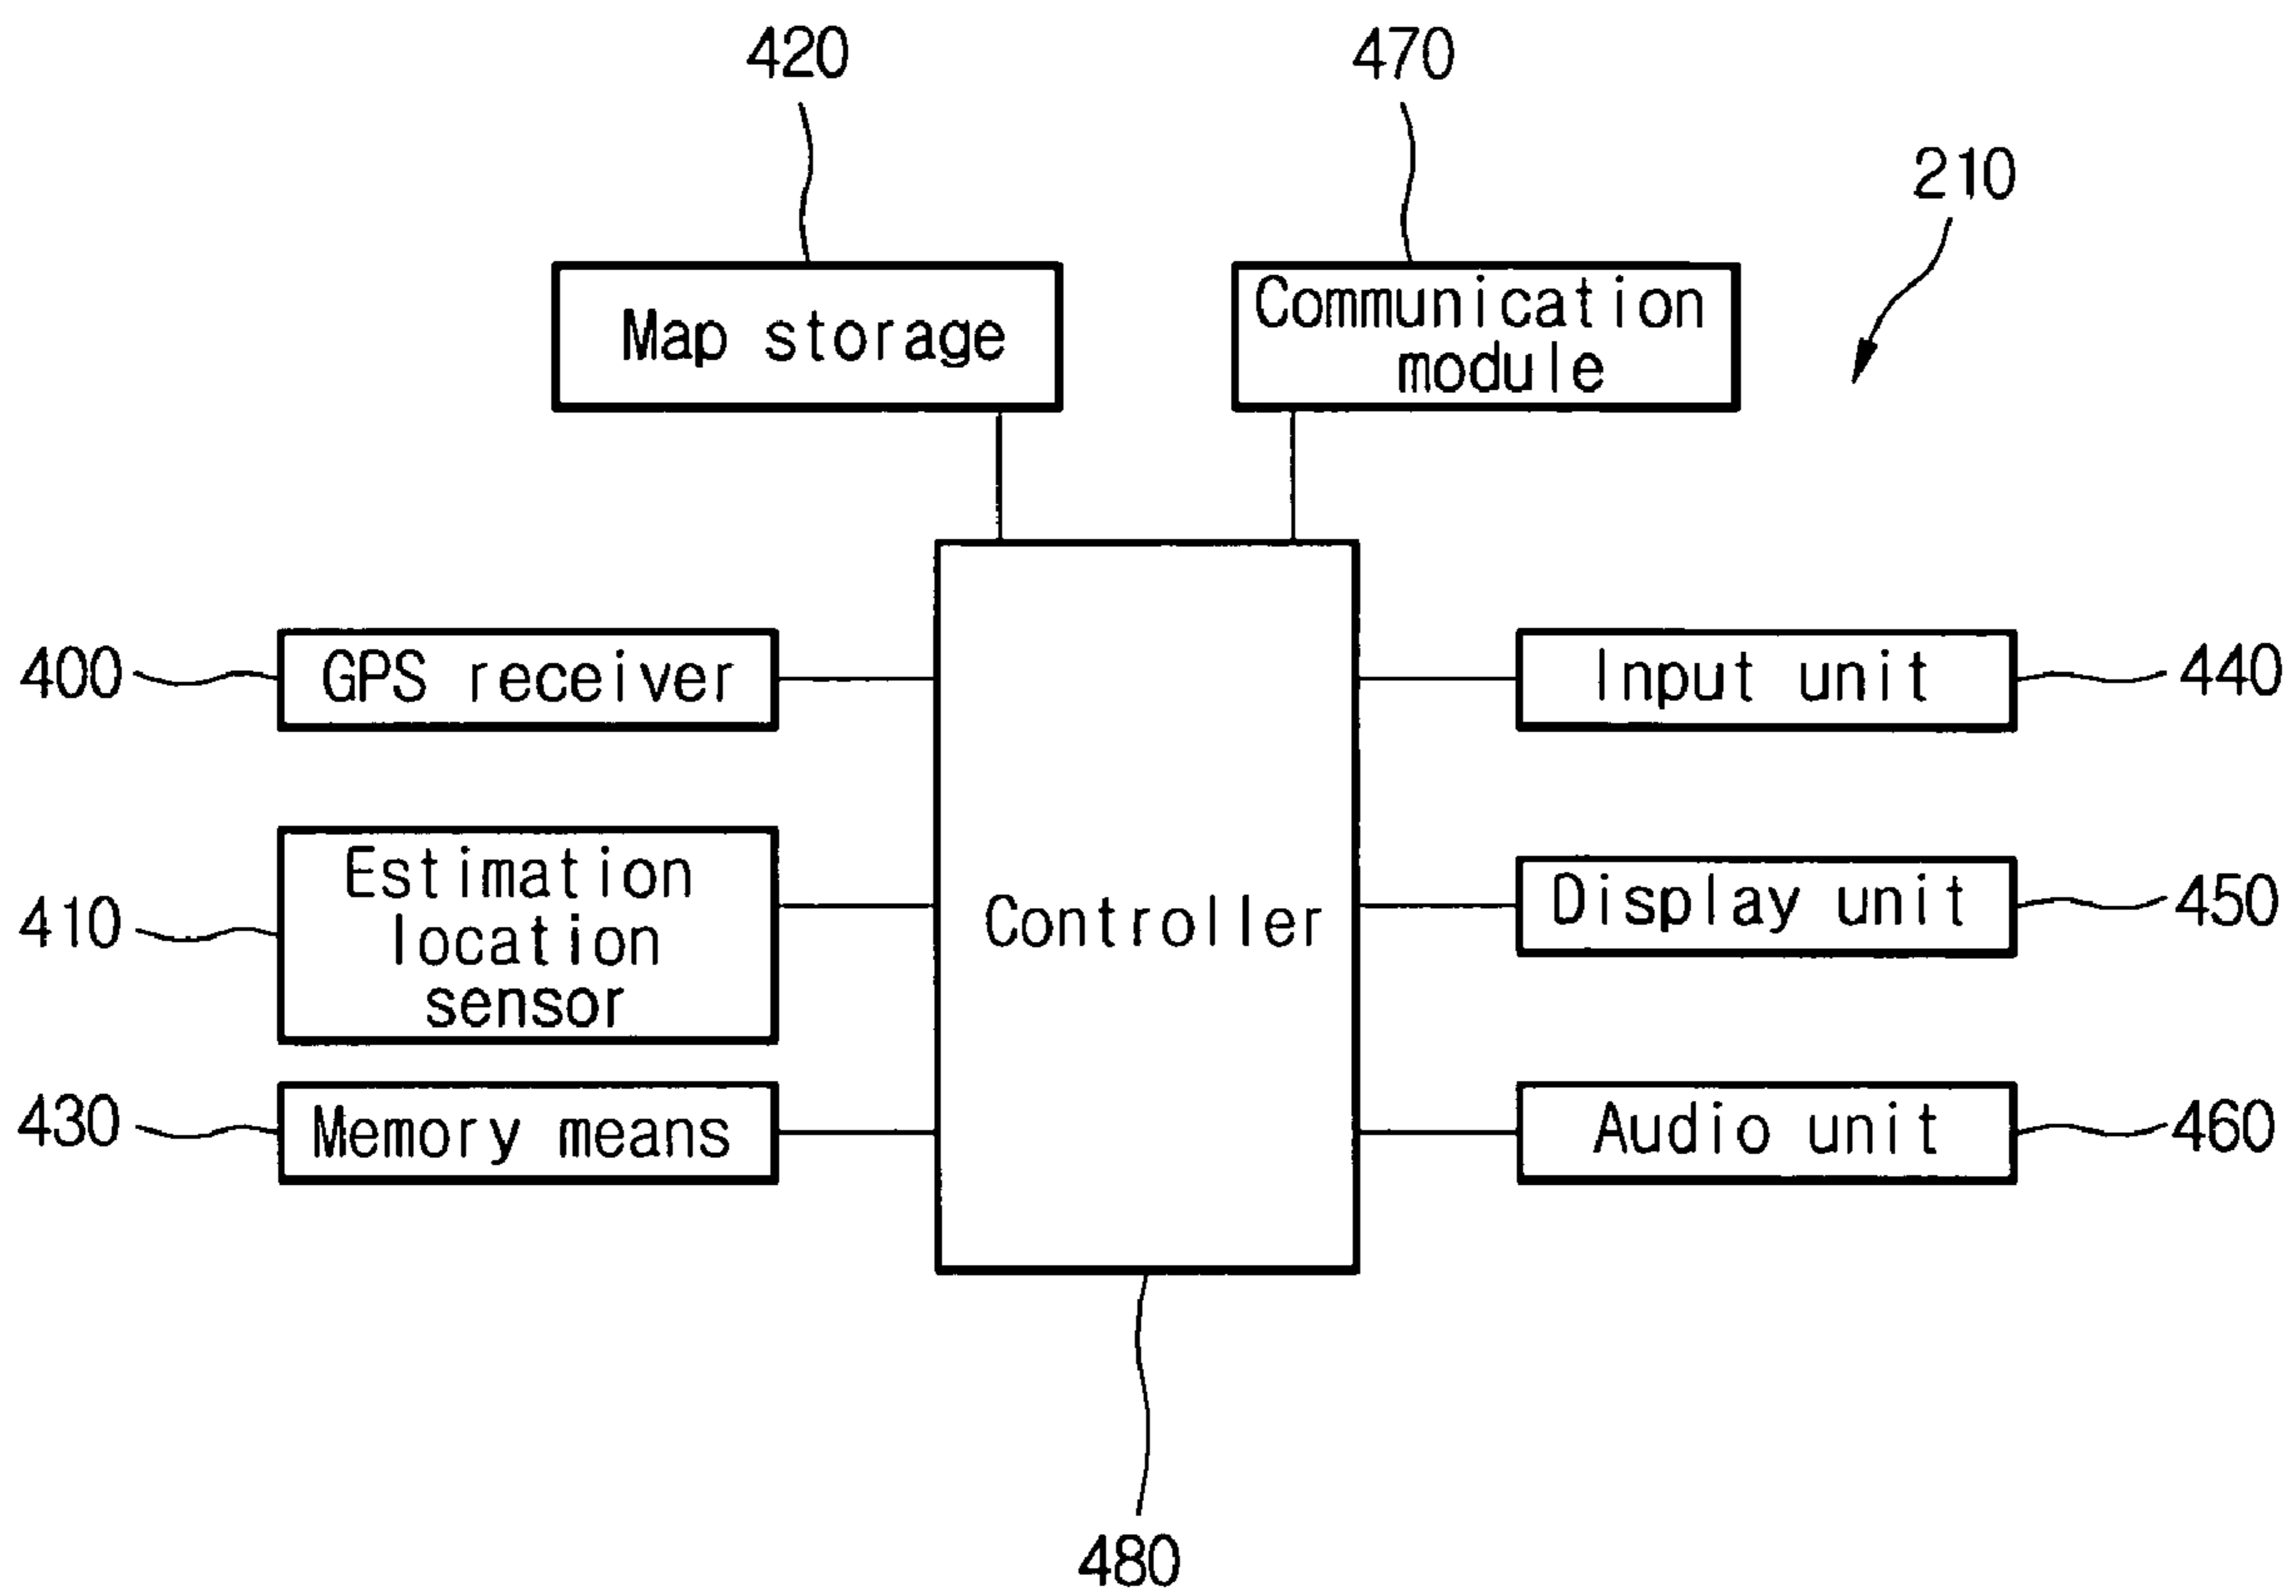 420
470
210
Map storage
Communication
module
400
GPS receiver
Input unit
440
410
Estimation
location
sensor
Controller
Display unit
450
430
Memory means
Audio unit
460
480